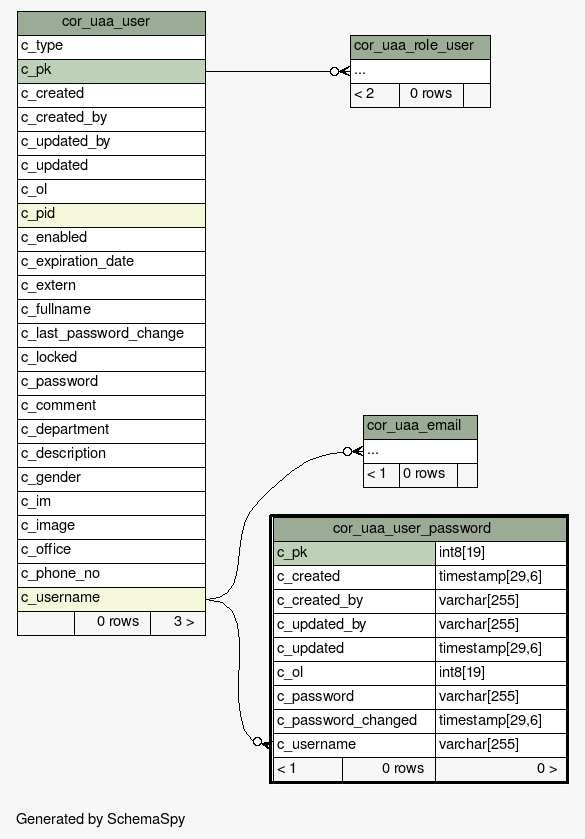 cor_uaa_user
c_type
c_pk
c_created
c_created_by
c_updated_by
c_updated
c_ol
c_pid
c_enabled
c_expiration_date
c_extern
c_fullname
c_last_password_change
c_locked
c_password
c_comment
c_department
c_description
c_gender
c_im
c_image
c_office
c_phone_no
c_username
0 rows 3 >
cor_uaa_role_user
...
< 2 0 rows
cor_uaa_email
...
< 1 0 rows
cor_uaa_user_password
c_pk int8[19]
c_created timestamp[29,6]
c_created_by varchar[255]
c_updated_by varchar[255]
c_updated timestamp[29,6]
c_ol int8[19]
c_password varchar[255]
c_password_changed timestamp[29,6]
c_username varchar[255]
< 1 0 rows 0 >
Generated by SchemaSpy